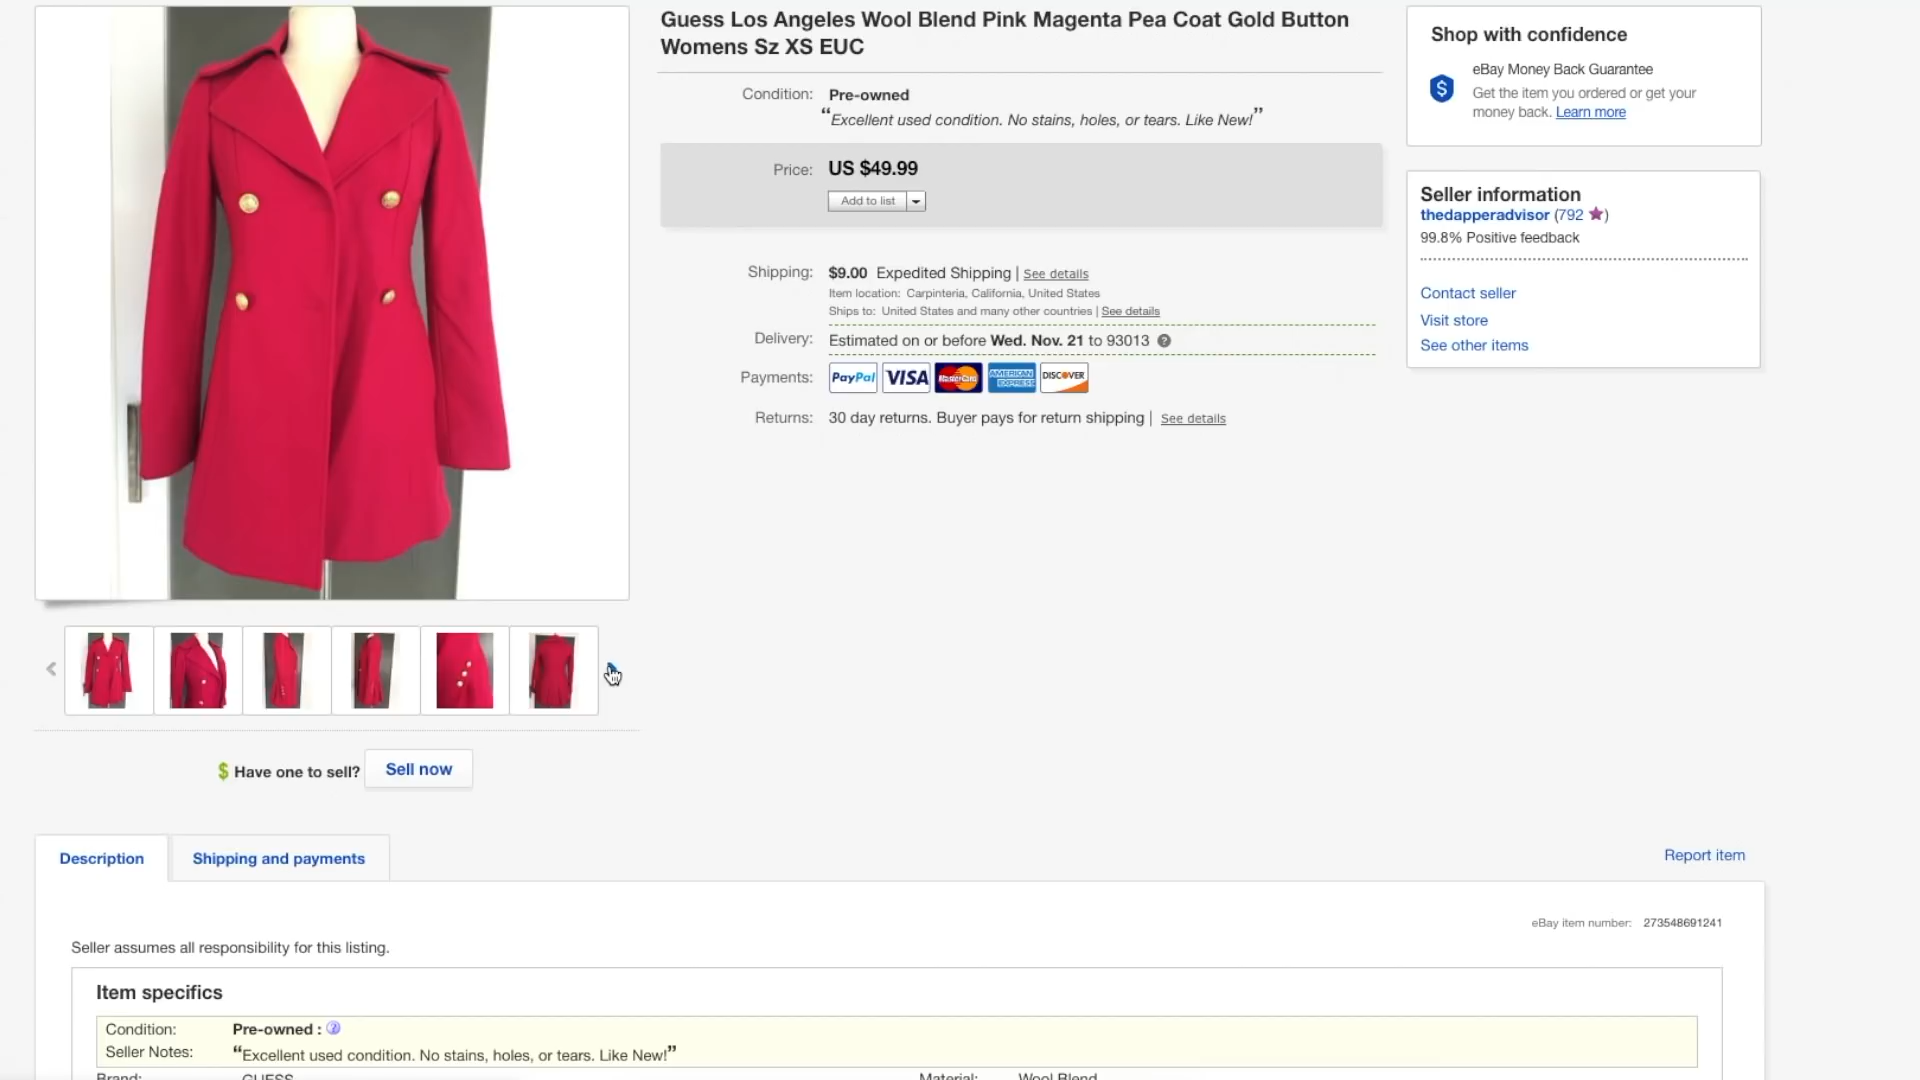 Guess Los Angeles Wool Blend Pink Magenta Pea Coat Gold Button
Womens Sz XS EUC
Condition: Pre-owned
“Excellent used condition. No stains, holes, or tears. Like New!”
Price: US $49.99
Add to list
Shipping: $9.00 Expedited Shipping | See details
Item location: Carpinteria, California, United States
Ships to: United States and many other countries | See details
Delivery: Estimated on or before Wed. Nov. 21 to 93013 ?
Payments: PayPal VISA MasterCard AMERICAN EXPRESS DISCOVER
Returns: 30 day returns. Buyer pays for return shipping | See details
Shop with confidence
$
eBay Money Back Guarantee
Get the item you ordered or get your
money back. Learn more
Seller information
thedapperadvisor (792 ★)
99.8% Positive feedback
Contact seller
Visit store
See other items
$ Have one to sell? Sell now
Description
Shipping and payments
Report item
eBay item number: 273548691241
Seller assumes all responsibility for this listing.
Item specifics
Condition: Pre-owned : ?
Seller Notes: “Excellent used condition. No stains, holes, or tears. Like New!”
Brand: GUESS Material: Wool Blend